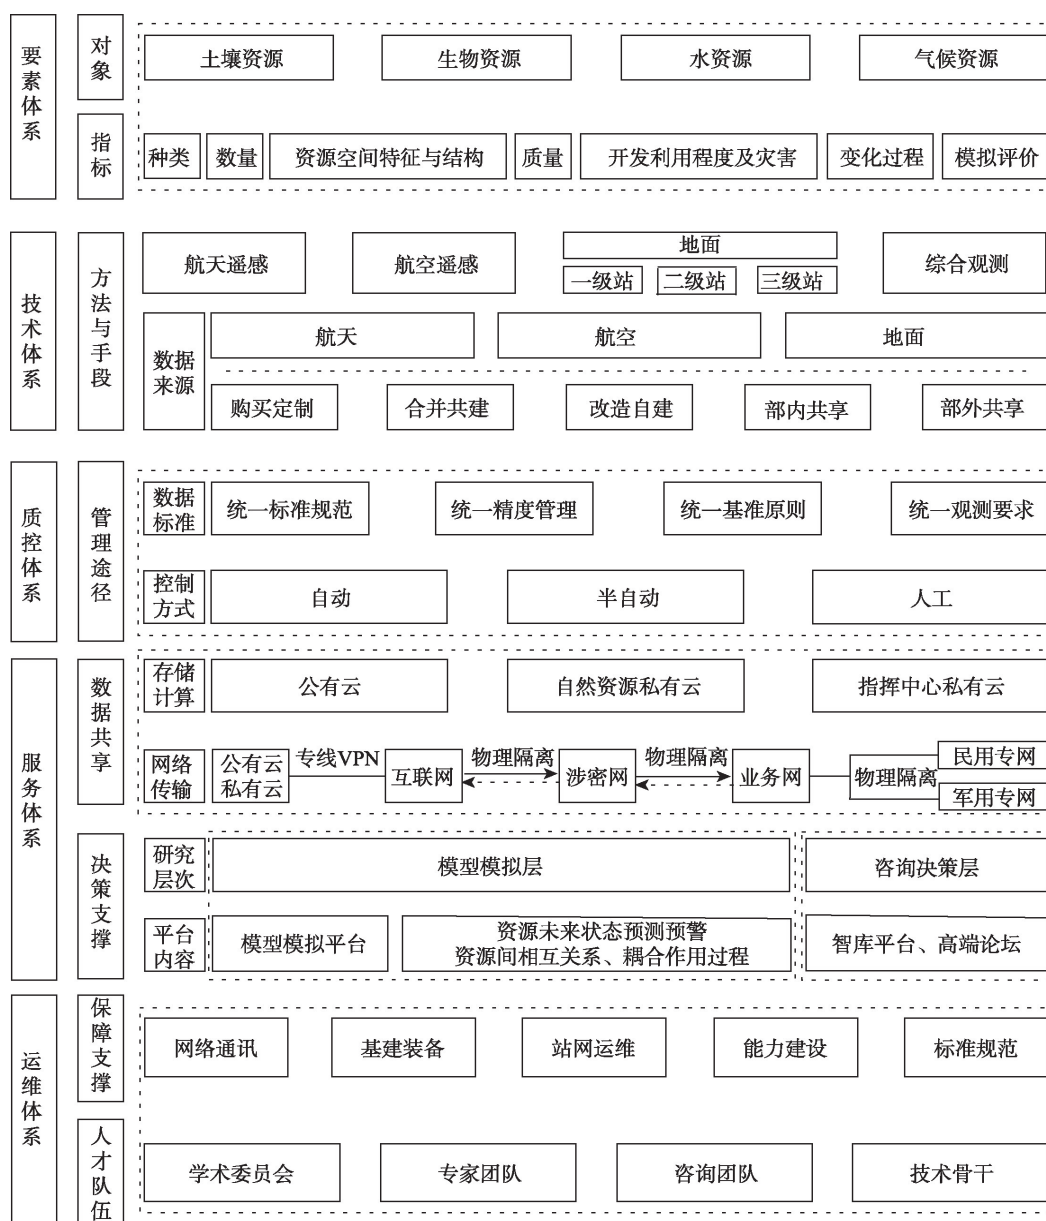 要素体系
对象
土壤资源
生物资源
水资源
气候资源
指标
种类
数量
资源空间特征与结构
质量
开发利用程度及灾害
变化过程
模拟评价
技术体系
方法与手段
航天遥感
航空遥感
地面
一级站
二级站
三级站
综合观测
数据
来源
航天
航空
地面
购买定制
合并共建
改造自建
部内共享
部外共享
质控体系
管理途径
数据
标准
统一标准规范
统一精度管理
统一基准原则
统一观测要求
控制
方式
自动
半自动
人工
服务体系
数据共享
存储
计算
公有云
自然资源私有云
指挥中心私有云
网络
传输
公有云
私有云
专线VPN
互联网
物理隔离
涉密网
物理隔离
业务网
物理隔离
民用专网
军用专网
决策支撑
研究
层次
模型模拟层
咨询决策层
平台
内容
模型模拟平台
资源未来状态预测预警
资源间相互关系、耦合作用过程
智库平台、高端论坛
运维体系
保障支撑
网络通讯
基建装备
站网运维
能力建设
标准规范
人才队伍
学术委员会
专家团队
咨询团队
技术骨干